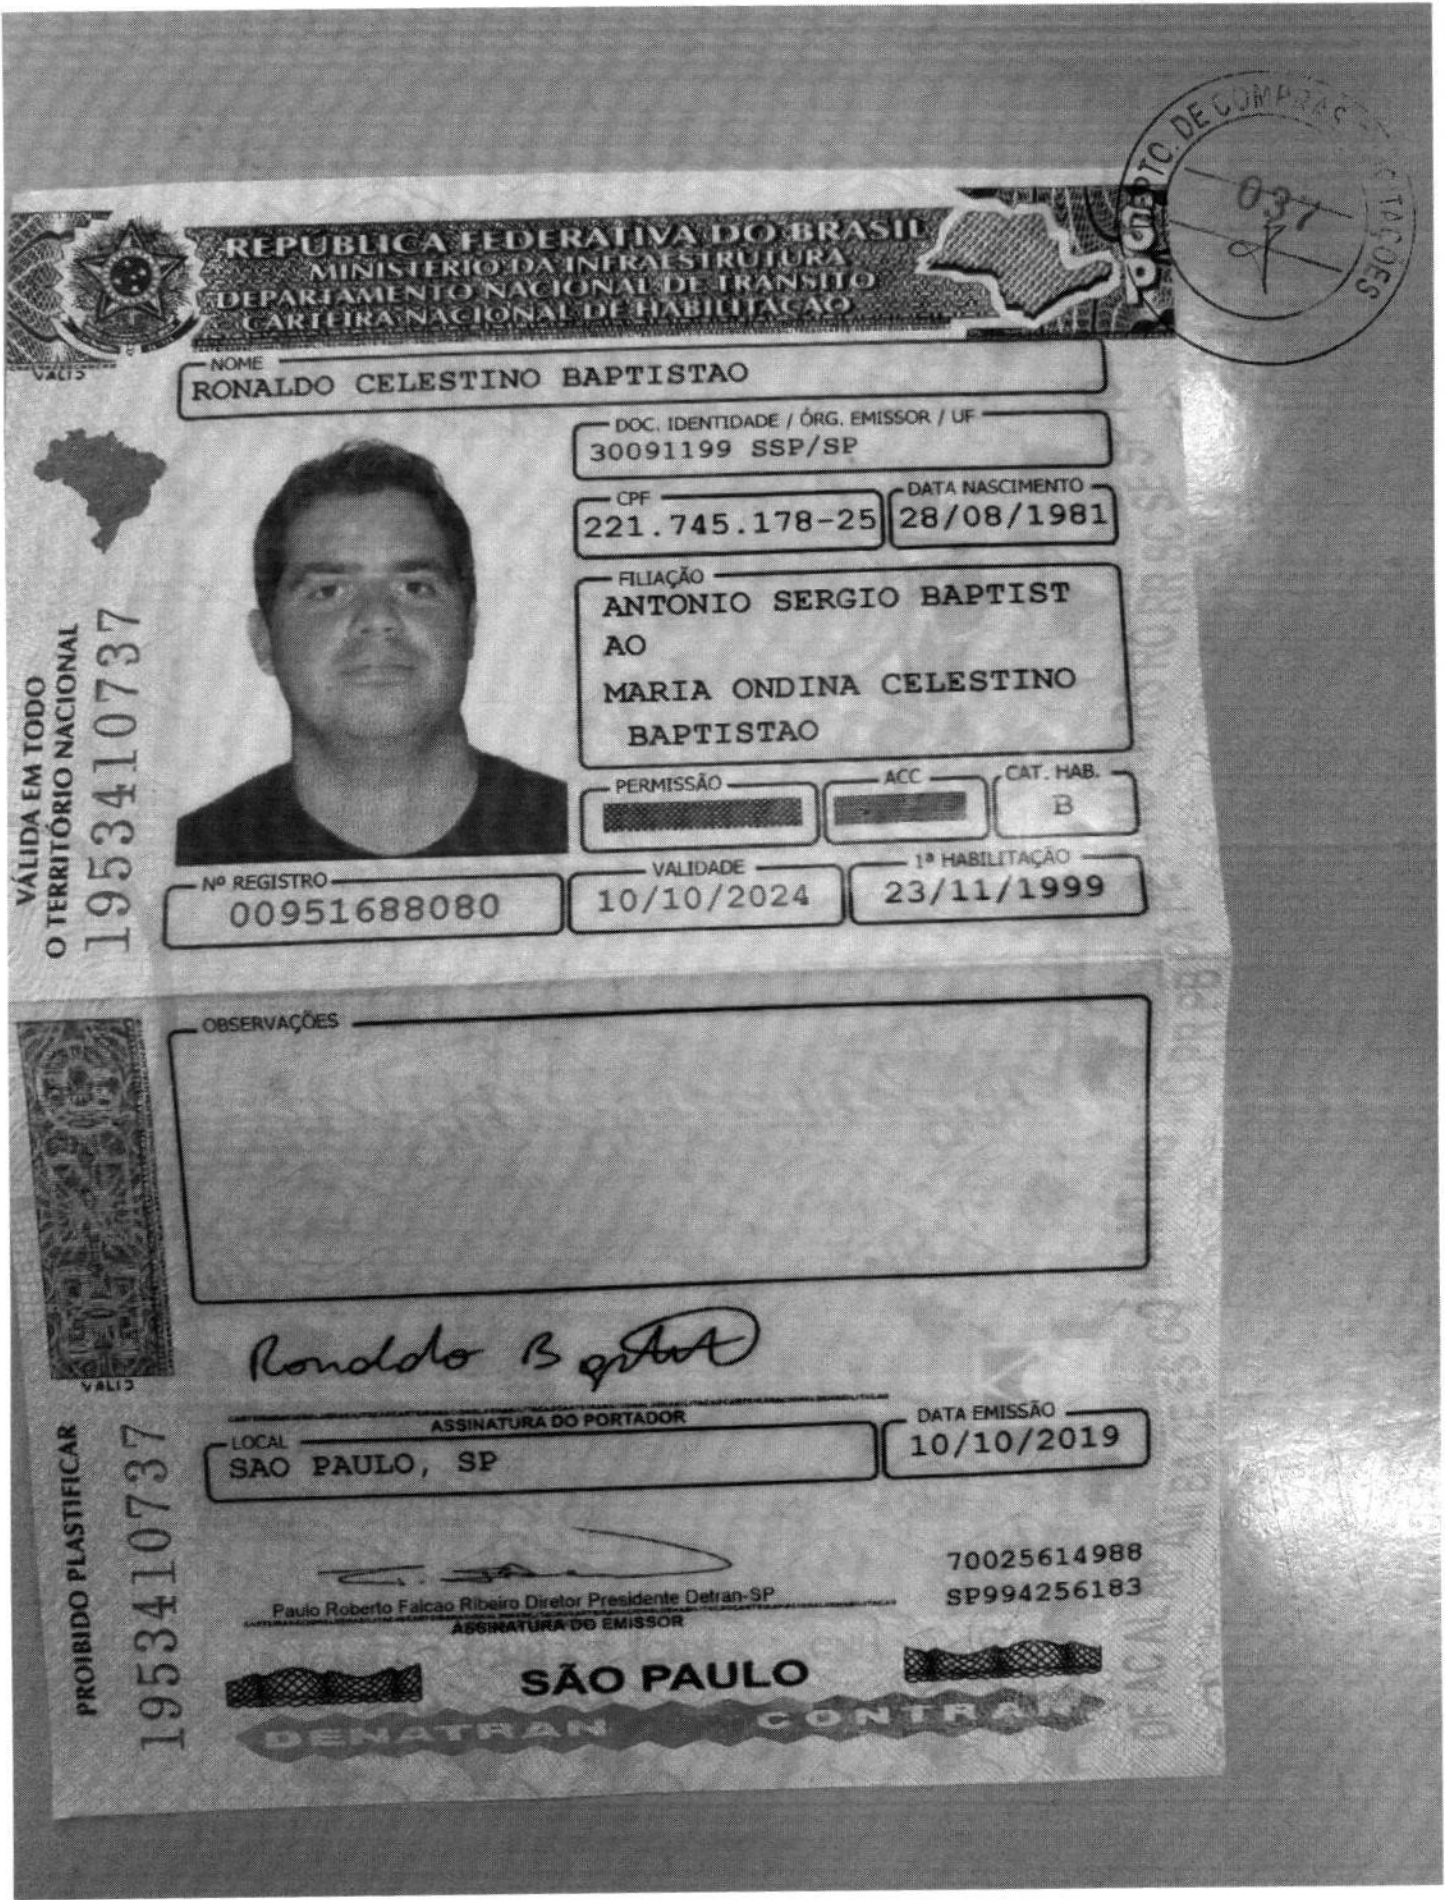 DEPTO. DE COMPRAS LICITAÇÕES
037
REPÚBLICA FEDERATIVA DO BRASIL
MINISTÉRIO DA INFRAESTRUTURA
DEPARTAMENTO NACIONAL DE TRÂNSITO
CARTEIRA NACIONAL DE HABILITAÇÃO
NOME
RONALDO CELESTINO BAPTISTAO
DOC. IDENTIDADE / ÓRG. EMISSOR / UF
30091199 SSP/SP
CPF
221.745.178-25
DATA NASCIMENTO
28/08/1981
FILIAÇÃO
ANTONIO SERGIO BAPTIST
AO
MARIA ONDINA CELESTINO
BAPTISTAO
PERMISSÃO
ACC
CAT. HAB.
B
Nº REGISTRO
00951688080
VALIDADE
10/10/2024
1ª HABILITAÇÃO
23/11/1999
VÁLIDA EM TODO
O TERRITÓRIO NACIONAL
1953410737
OBSERVAÇÕES
Ronaldo
ASSINATURA DO PORTADOR
LOCAL
SAO PAULO, SP
DATA EMISSÃO
10/10/2019
70025614988
SP994256183
Paulo Roberto Falcao Ribeiro Diretor Presidente Detran-SP
ASSINATURA DO EMISSOR
PROIBIDO PLASTIFICAR
1953410737
SÃO PAULO
DENATRAN CONTRAN